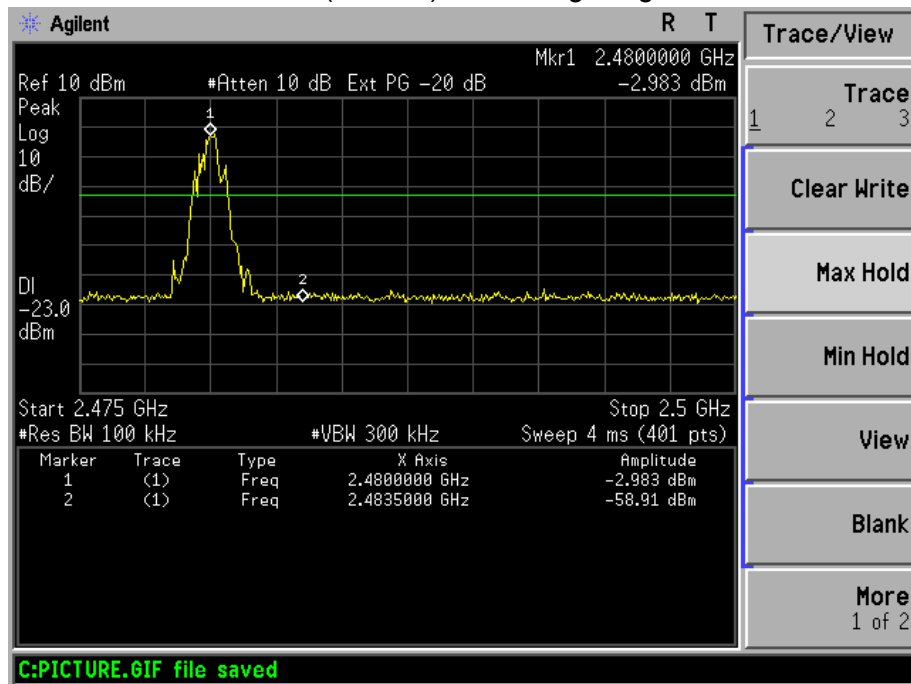 Agilent
R T
Trace/View
Mkr1 2.4800000 GHz
Ref 10 dBm #Atten 10 dB Ext PG -20 dB -2.983 dBm
Peak
Log
10
dB/
1
2
DI
-23.0
dBm
Start 2.475 GHz Stop 2.5 GHz
#Res BW 100 kHz #VBW 300 kHz Sweep 4 ms (401 pts)
Marker Trace Type X Axis Amplitude
1 (1) Freq 2.4800000 GHz -2.983 dBm
2 (1) Freq 2.4835000 GHz -58.91 dBm
Trace
1 2 3
Clear Write
Max Hold
Min Hold
View
Blank
More
1 of 2
C:PICTURE.GIF file saved